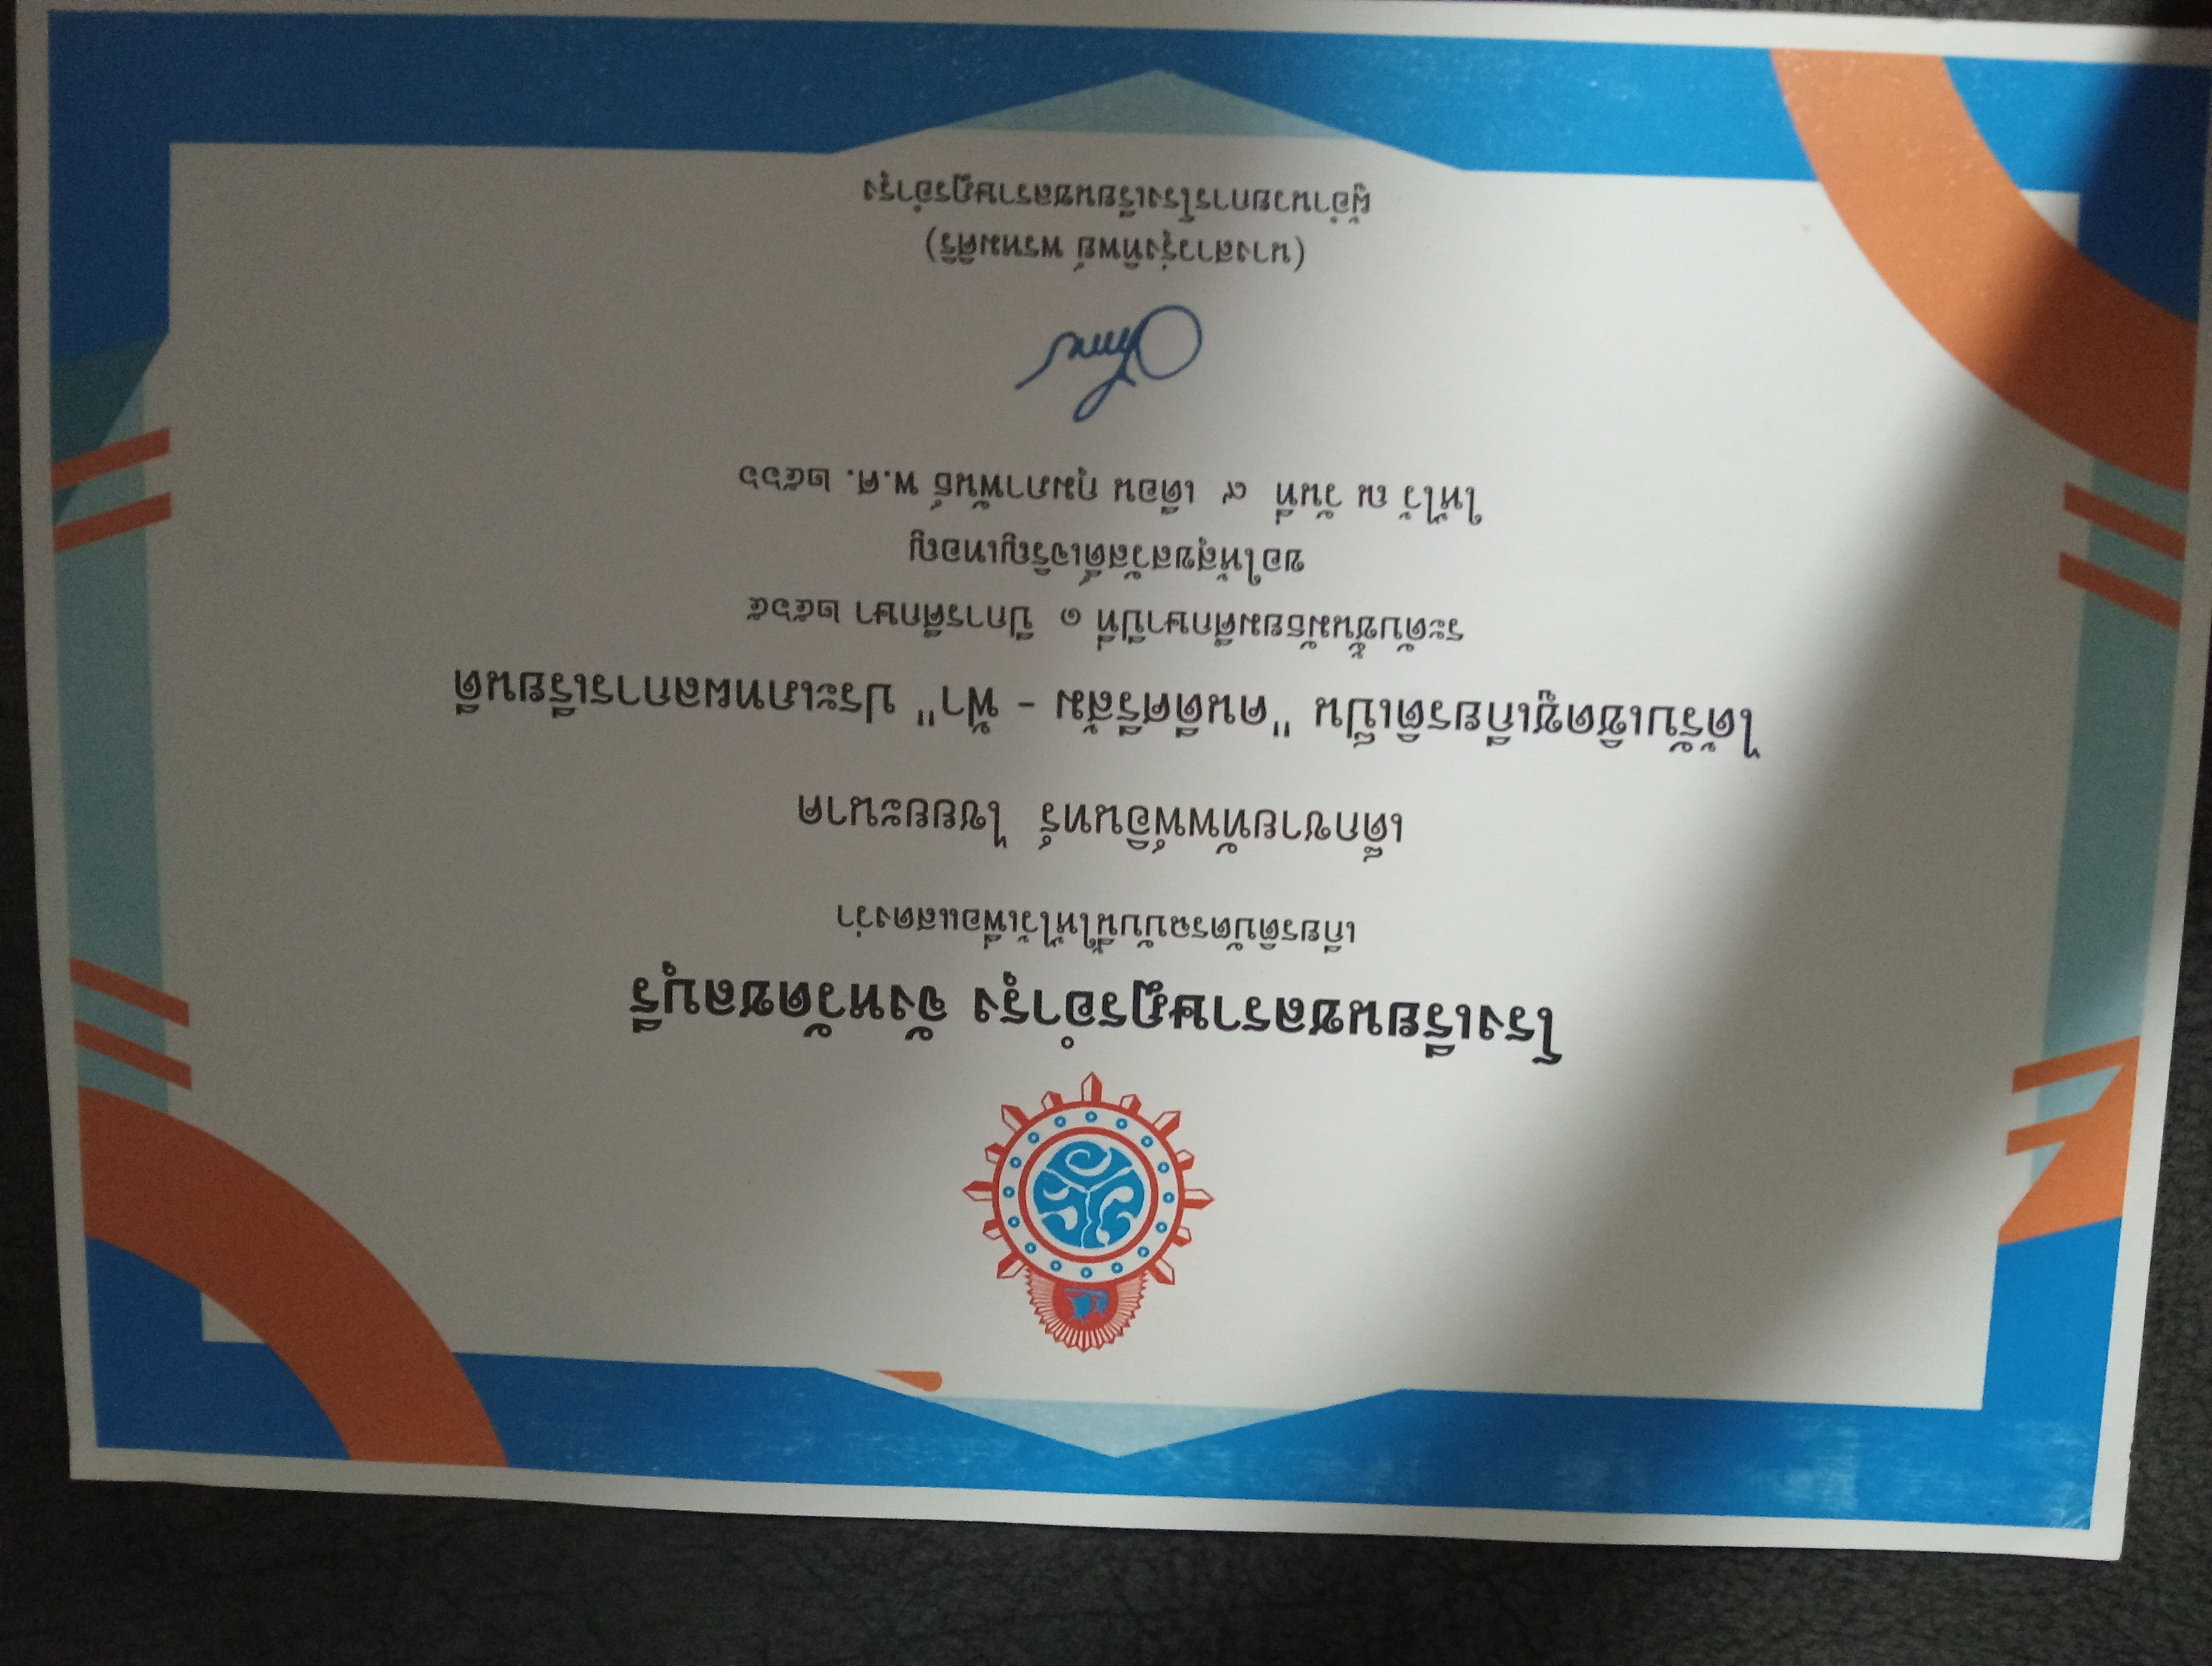 โรงเรียนชลราษฎรอำรุง จังหวัดชลบุรี
เกียรติบัตรฉบับนี้ให้ไว้เพื่อแสดงว่า
เด็กชายทัพพ์อินทร์ ไชยยะนาค
ได้รับเชิดชูเกียรติเป็น "คนดีศรีส้ม - ฟ้า" ประเภทผลการเรียนดี
ระดับชั้นมัธยมศึกษาปีที่ ๑ ปีการศึกษา ๒๕๖๕
ขอให้สุขสวัสดิ์เจริญเทอญ
ให้ไว้ ณ วันที่ ๙ เดือน กุมภาพันธ์ พ.ศ. ๒๕๖๖
(นางสาวรุ่งทิพย์ พรหมศิริ)
ผู้อำนวยการโรงเรียนชลราษฎรอำรุง